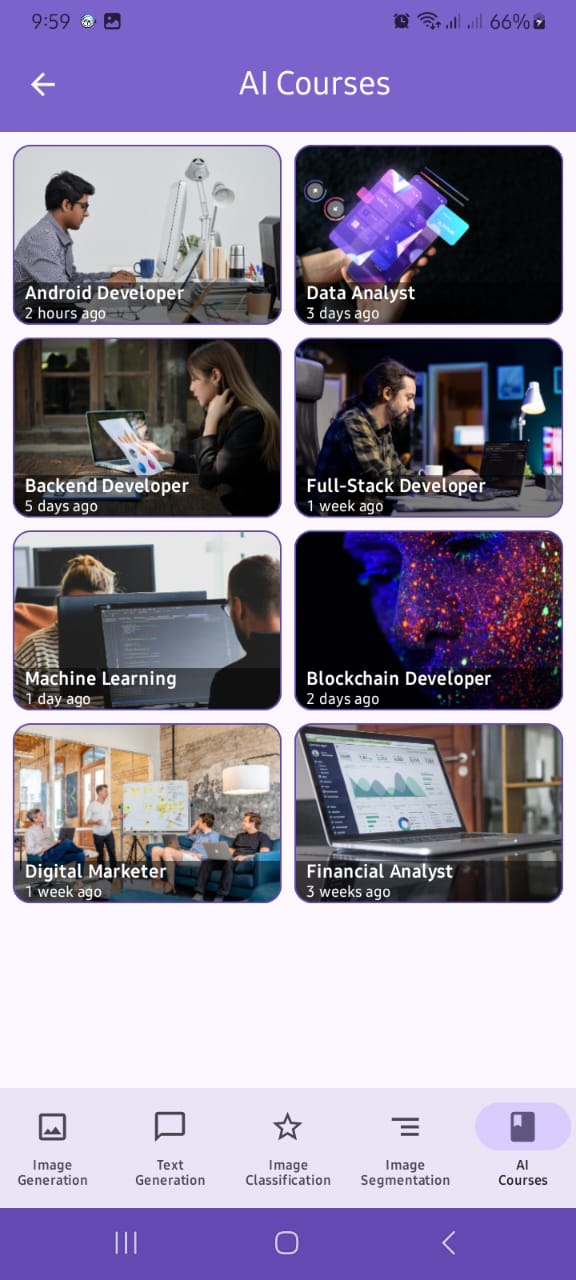 9:59
66%
AI Courses
Android Developer
2 hours ago
Data Analyst
3 days ago
Backend Developer
5 days ago
Full-Stack Developer
1 week ago
Machine Learning
1 day ago
Blockchain Developer
2 days ago
Digital Marketer
1 week ago
Financial Analyst
3 weeks ago
Image
Generation
Text
Generation
Image
Classification
Image
Segmentation
AI
Courses